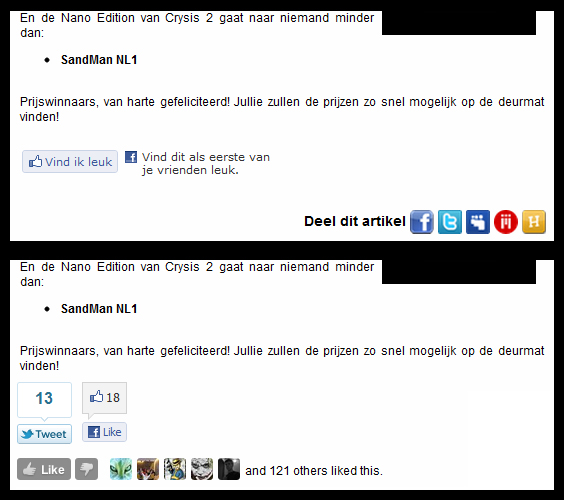 En de Nano Edition van Crysis 2 gaat naar niemand minder
dan:
• SandMan NL1
Prijswinnaars, van harte gefeliciteerd! Jullie zullen de prijzen zo snel mogelijk op de deurmat
vinden!
Vind ik leuk
Vind dit als eerste van
je vrienden leuk.
Deel dit artikel
En de Nano Edition van Crysis 2 gaat naar niemand minder
dan:
• SandMan NL1
Prijswinnaars, van harte gefeliciteerd! Jullie zullen de prijzen zo snel mogelijk op de deurmat
vinden!
13 18
Tweet Like
Like and 121 others liked this.